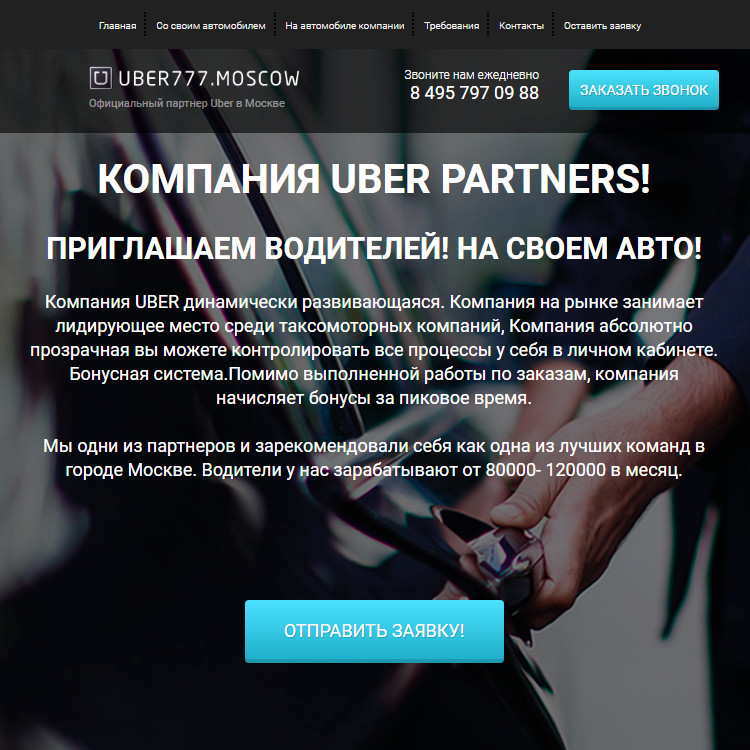 Главная
Со своим автомобилем
На автомобиле компании
Требования
Контакты
Оставить заявку
UBER777.MOSCOW
Официальный партнер Uber в Москве
Звоните нам ежедневно
8 495 797 09 88
ЗАКАЗАТЬ ЗВОНОК
КОМПАНИЯ UBER PARTNERS!
ПРИГЛАШАЕМ ВОДИТЕЛЕЙ! НА СВОЕМ АВТО!
Компания UBER динамически развивающаяся. Компания на рынке занимает
лидирующее место среди таксомоторных компаний, Компания абсолютно
прозрачная вы можете контролировать все процессы у себя в личном кабинете.
Бонусная система.Помимо выполненной работы по заказам, компания
начисляет бонусы за пиковое время.
Мы одни из партнеров и зарекомендовали себя как одна из лучших команд в
городе Москве. Водители у нас зарабатывают от 80000- 120000 в месяц.
ОТПРАВИТЬ ЗАЯВКУ!